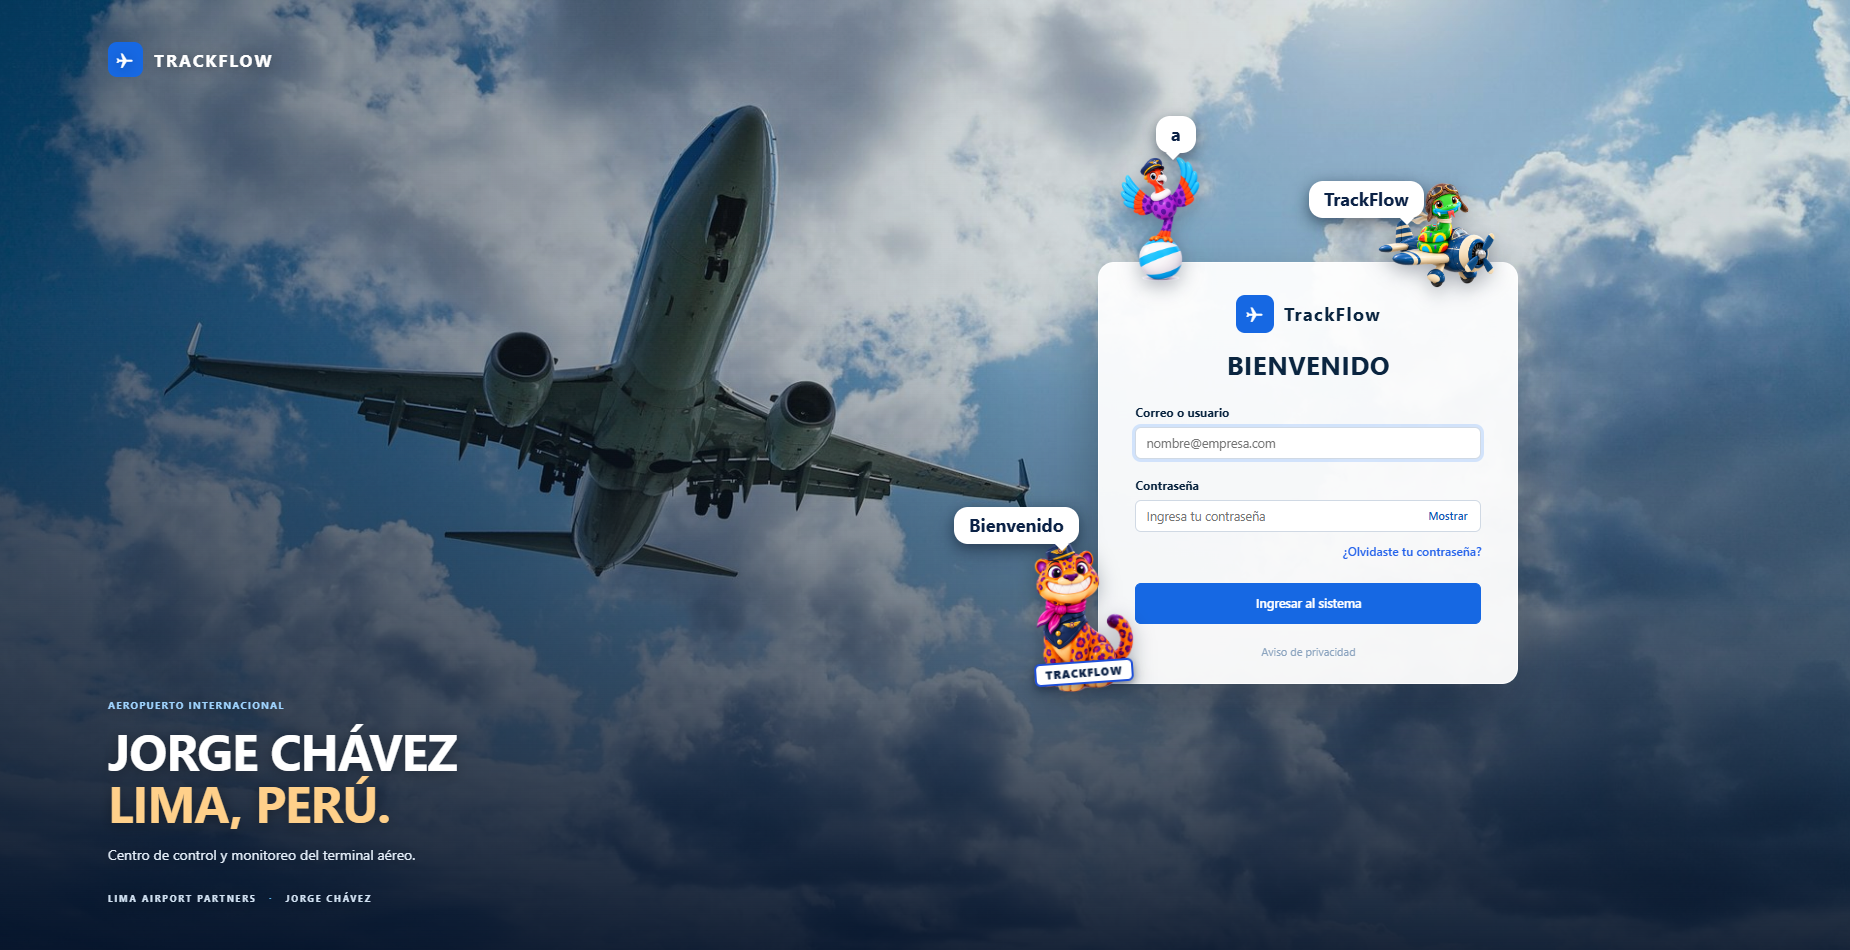 TRACKFLOW
a
TrackFlow
TrackFlow
BIENVENIDO
Correo o usuario
nombre@empresa.com
Contraseña
Ingresa tu contraseña
Mostrar
¿Olvidaste tu contraseña?
Bienvenido
Ingresar al sistema
Aviso de privacidad
TRACKFLOW
AEROPUERTO INTERNACIONAL
JORGE CHÁVEZ
LIMA, PERÚ.
Centro de control y monitoreo del terminal aéreo.
LIMA AIRPORT PARTNERS · JORGE CHÁVEZ